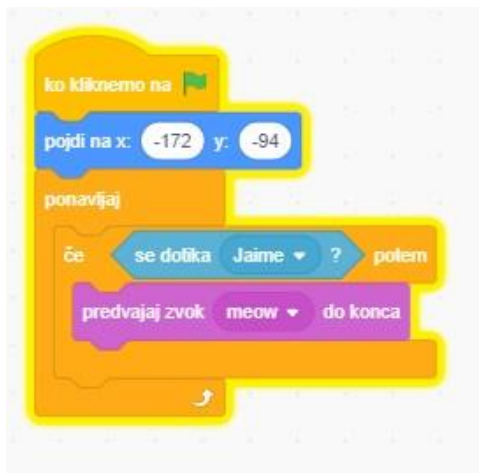 ko kliknemo na
pojdi na x: -172 y: -94
ponavljaj
če se dotika Jaime ? potem
predvajaj zvok meow do konca